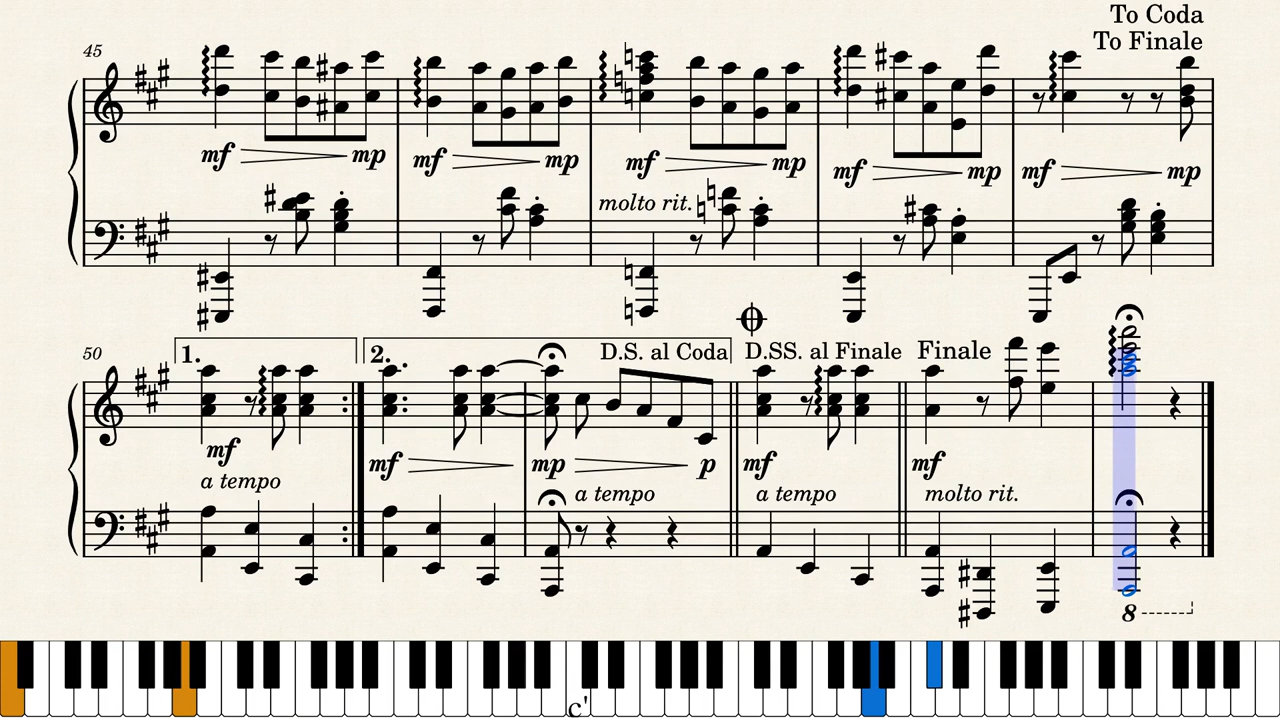 To Coda
To Finale
45
mf mp mf mp mf mp mf mp mf mp
molto rit.
50 1. 2. D.S. al Coda D.SS. al Finale Finale
mf mf mp p mf mf
a tempo a tempo a tempo molto rit.
8
c'